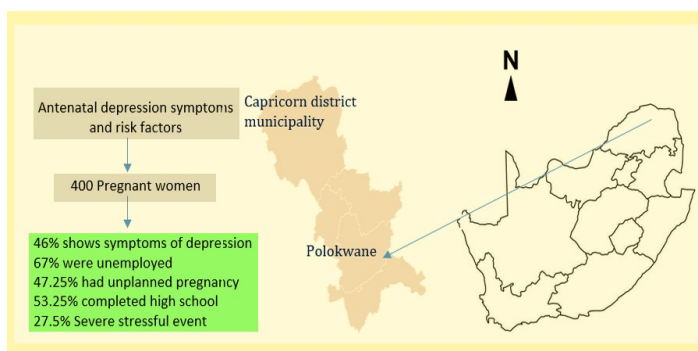 Antenatal depression symptoms
and risk factors
400 Pregnant women
46% shows symptoms of depression
67% were unemployed
47.25% had unplanned pregnancy
53.25% completed high school
27.5% Severe stressful event
Capricorn district
municipality
Polokwane
N